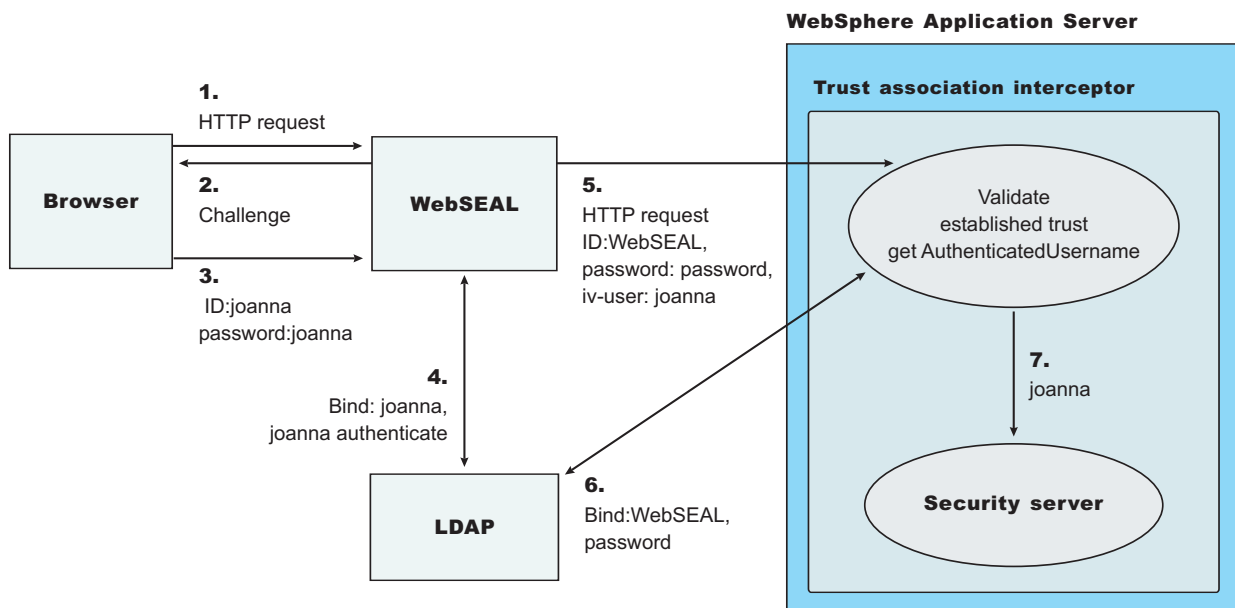 WebSphere Application Server
Trust association interceptor
1.
HTTP request
Browser
2.
Challenge
WebSEAL
3.
ID:joanna
password:joanna
4.
Bind: joanna,
joanna authenticate
LDAP
5.
HTTP request
ID:WebSEAL,
password: password,
iv-user: joanna
Validate
established trust
get AuthenticatedUsername
6.
Bind:WebSEAL,
password
7.
joanna
Security server